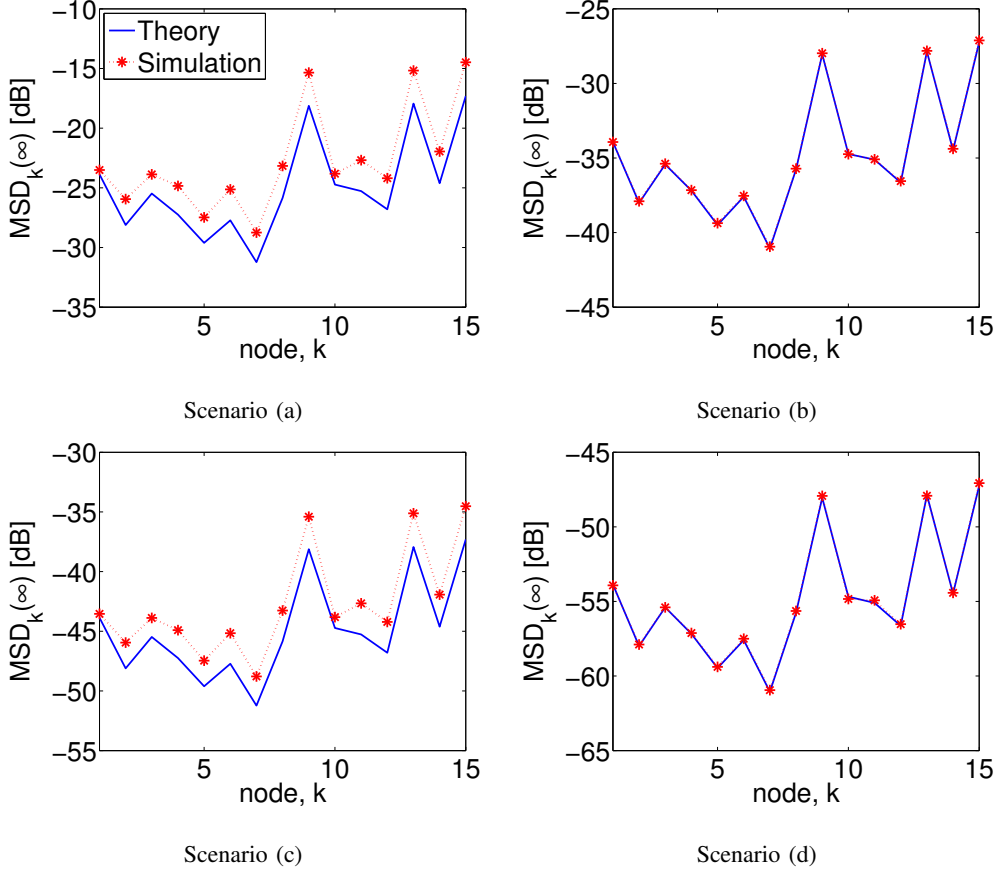 −10
−15
−20
−25
−30
−35
MSD_k(∞) [dB]
Theory
Simulation
5 10 15
node, k
Scenario (a)
−25
−30
−35
−40
−45
MSD_k(∞) [dB]
5 10 15
node, k
Scenario (b)
−30
−35
−40
−45
−50
−55
MSD_k(∞) [dB]
5 10 15
node, k
Scenario (c)
−45
−50
−55
−60
−65
MSD_k(∞) [dB]
5 10 15
node, k
Scenario (d)